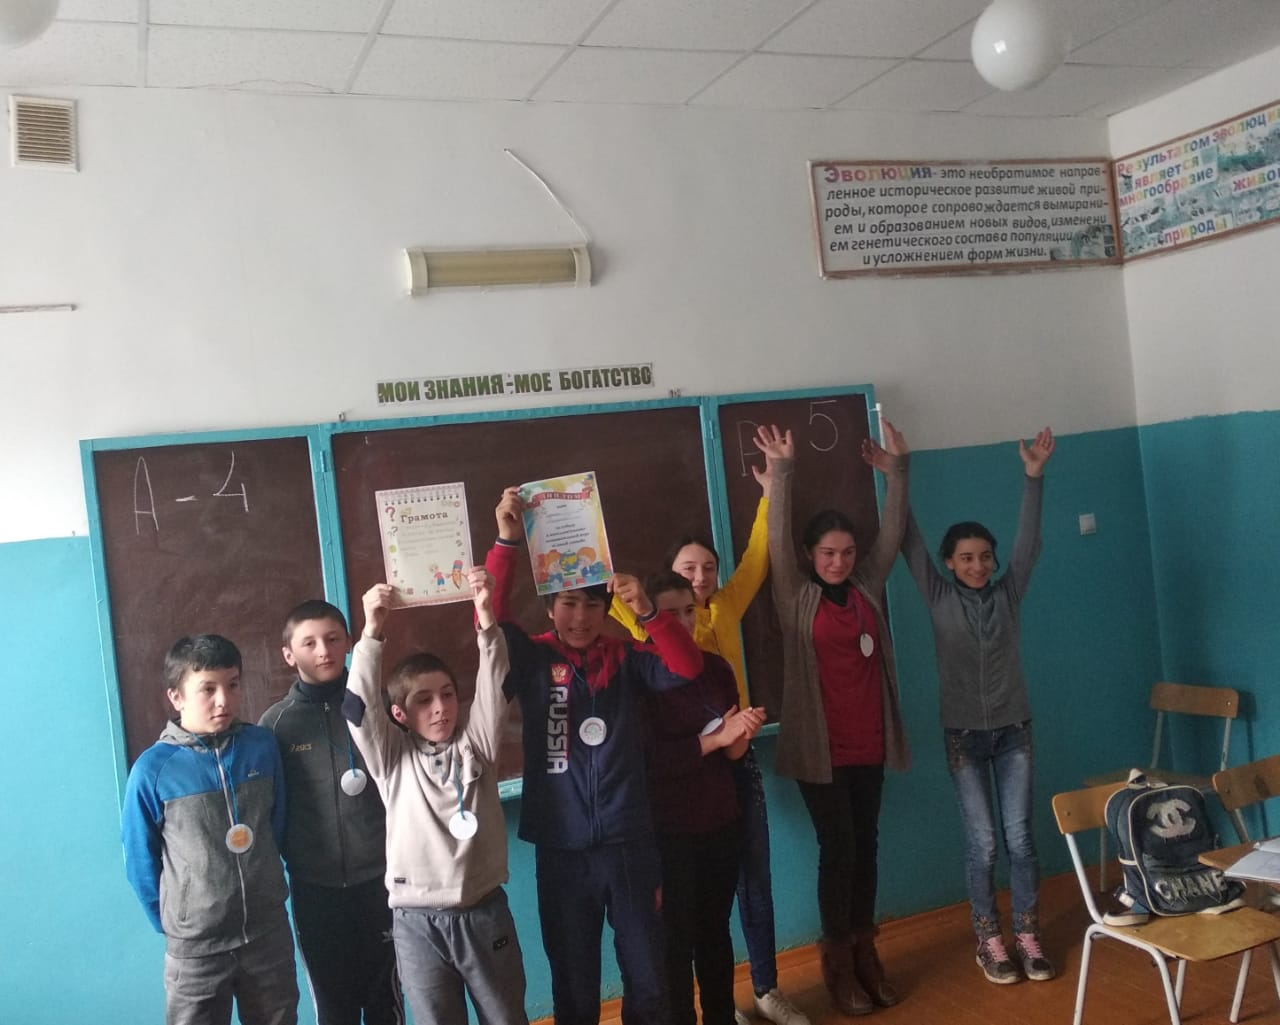 Эволюция - это необратимое направ-
ленное историческое развитие живой при-
роды, которое сопровождается вымирани-
ем и образованием новых видов, изменени
ем генетического состава популяции
и усложнением форм жизни.
Результатом эволюции
является
многообразие живой
природы
МОИ ЗНАНИЯ-МОЕ БОГАТСТВО
А-4
5
Грамота
ДИПЛОМ
RUSSIA
asics
CHANEL